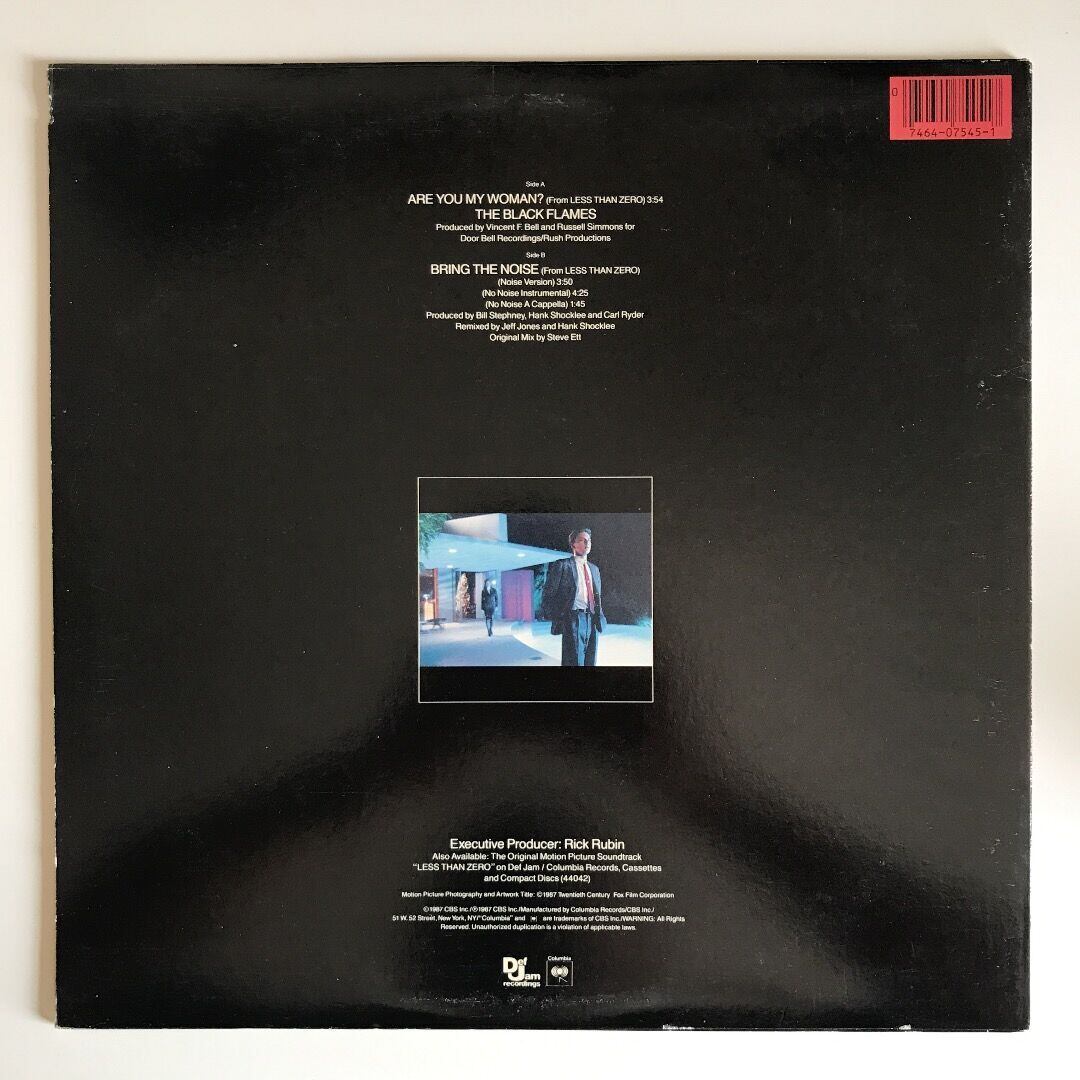 0
7464-07545-1
Side A
ARE YOU MY WOMAN? (From LESS THAN ZERO) 3:54
THE BLACK FLAMES
Produced by Vincent F. Bell and Russell Simmons for
Door Bell Recordings/Rush Productions
Side B
BRING THE NOISE (From LESS THAN ZERO)
(Noise Version) 3:50
(No Noise Instrumental) 4:25
(No Noise A Cappella) 1:45
Produced by Bill Stephney, Hank Shocklee and Carl Ryder
Remixed by Jeff Jones and Hank Shocklee
Original Mix by Steve Ett
Executive Producer: Rick Rubin
Also Available: The Original Motion Picture Soundtrack
"LESS THAN ZERO" on Def Jam / Columbia Records, Cassettes
and Compact Discs (44042)
Motion Picture Photography and Artwork Title: ©1987 Twentieth Century Fox Film Corporation
©1987 CBS Inc./℗1987 CBS Inc./Manufactured by Columbia Records/CBS Inc./
51 W. 52 Street, New York, NY/"Columbia" and are trademarks of CBS Inc./WARNING: All Rights
Reserved. Unauthorized duplication is a violation of applicable laws.
Def Jam
recordings
Columbia